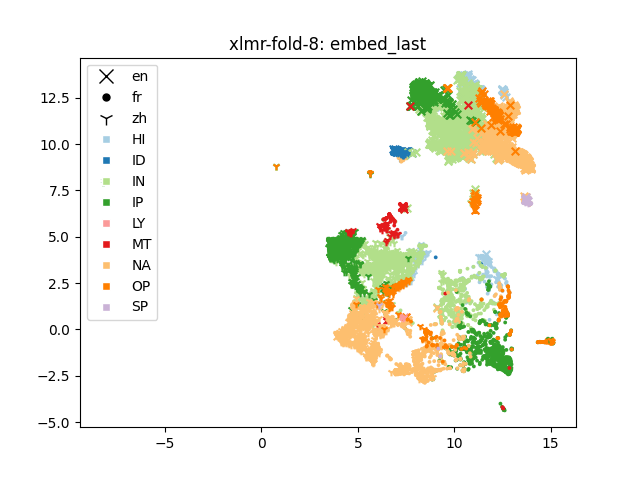 xlmr-fold-8: embed_last
en
fr
zh
HI
ID
IN
IP
LY
MT
NA
OP
SP
12.5
10.0
7.5
5.0
2.5
0.0
−2.5
−5.0
−5 0 5 10 15